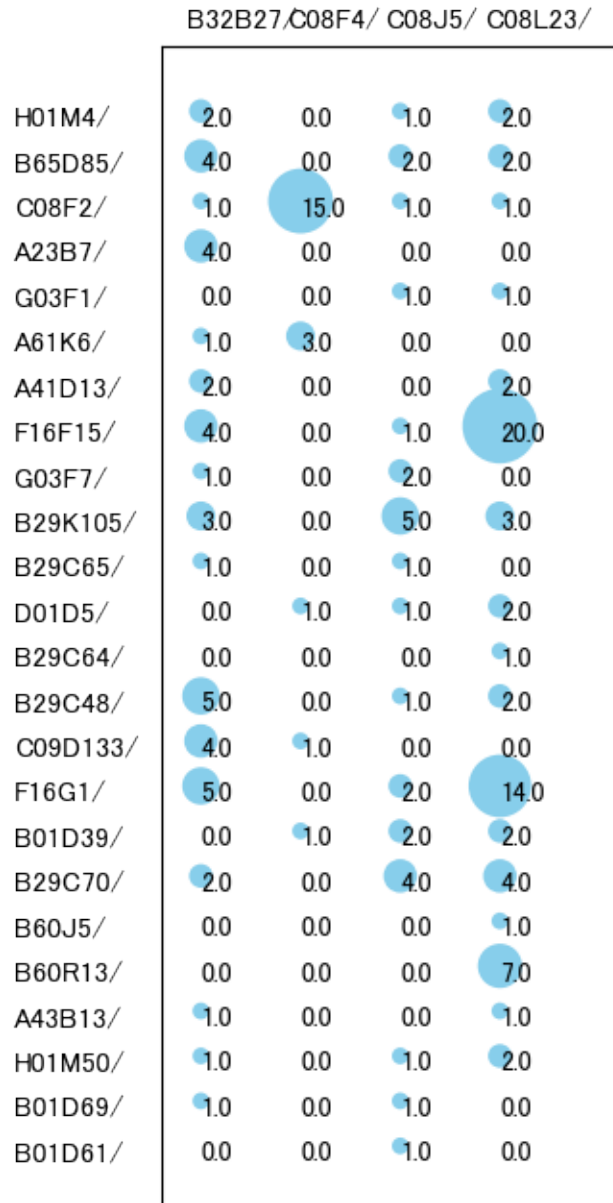 B32B27/ C08F4/ C08J5/ C08L23/
H01M4/ 2.0 0.0 1.0 2.0
B65D85/ 4.0 0.0 2.0 2.0
C08F2/ 1.0 15.0 1.0 1.0
A23B7/ 4.0 0.0 0.0 0.0
G03F1/ 0.0 0.0 1.0 1.0
A61K6/ 1.0 3.0 0.0 0.0
A41D13/ 2.0 0.0 0.0 2.0
F16F15/ 4.0 0.0 1.0 20.0
G03F7/ 1.0 0.0 2.0 0.0
B29K105/ 3.0 0.0 5.0 3.0
B29C65/ 1.0 0.0 1.0 0.0
D01D5/ 0.0 1.0 1.0 2.0
B29C64/ 0.0 0.0 0.0 1.0
B29C48/ 5.0 0.0 1.0 2.0
C09D133/ 4.0 1.0 0.0 0.0
F16G1/ 5.0 0.0 2.0 14.0
B01D39/ 0.0 1.0 2.0 2.0
B29C70/ 2.0 0.0 4.0 4.0
B60J5/ 0.0 0.0 0.0 1.0
B60R13/ 0.0 0.0 0.0 7.0
A43B13/ 1.0 0.0 0.0 1.0
H01M50/ 1.0 0.0 1.0 2.0
B01D69/ 1.0 0.0 1.0 0.0
B01D61/ 0.0 0.0 1.0 0.0